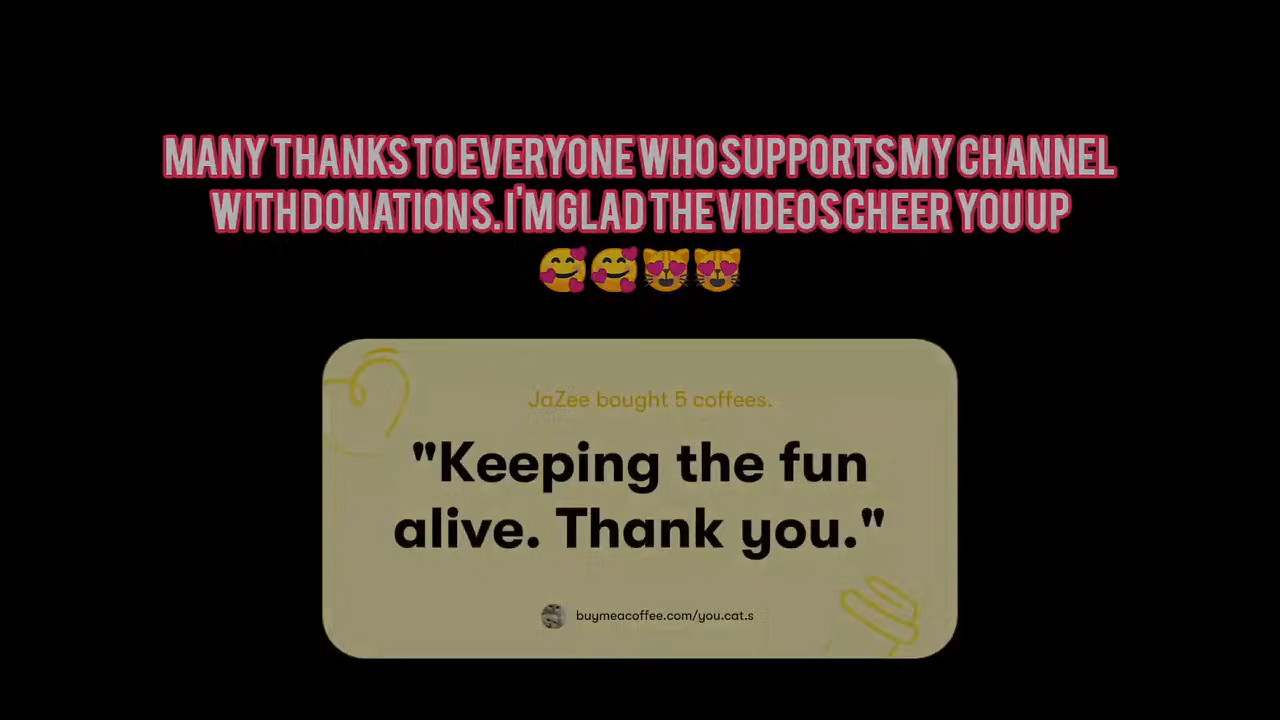 MANY THANKS TO EVERYONE WHO SUPPORTS MY CHANNEL
WITH DONATIONS. I'M GLAD THE VIDEOS CHEER YOU UP
🥰🥰😻😻
JaZee bought 5 coffees.
"Keeping the fun
alive. Thank you."
buymeacoffee.com/you.cat.s